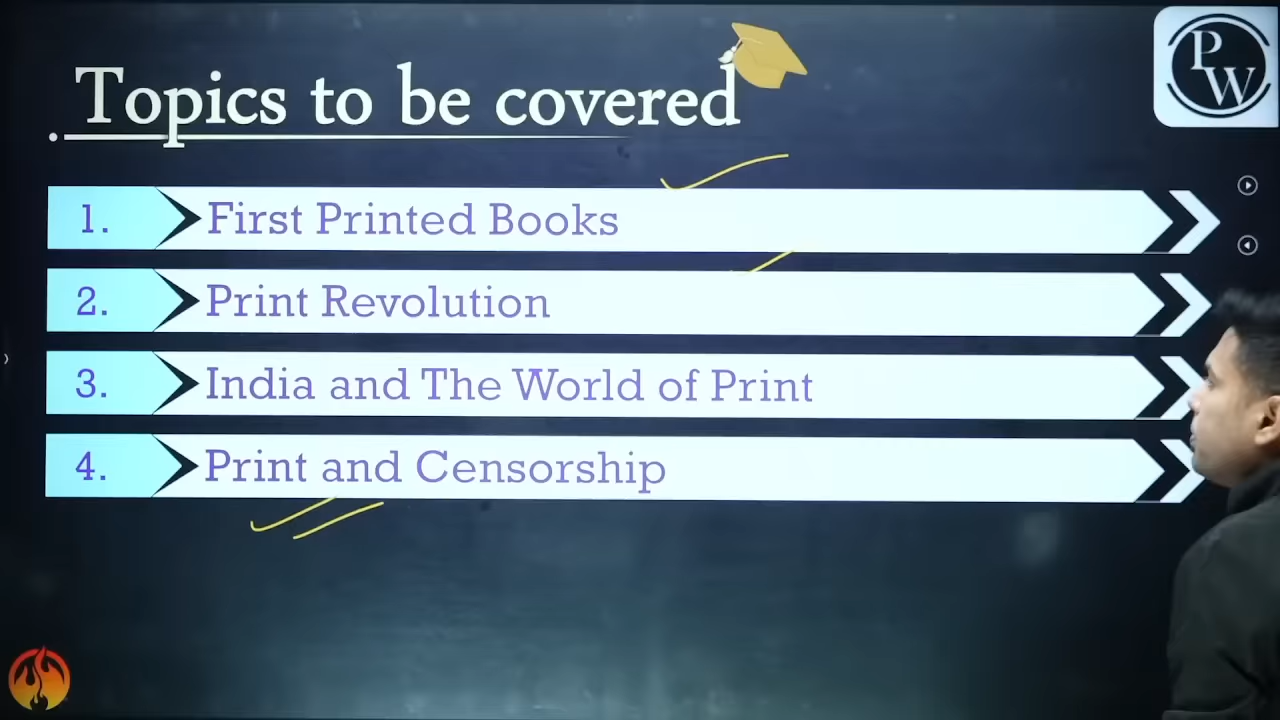 Topics to be covered
PW
1. First Printed Books
2. Print Revolution
3. India and The World of Print
4. Print and Censorship